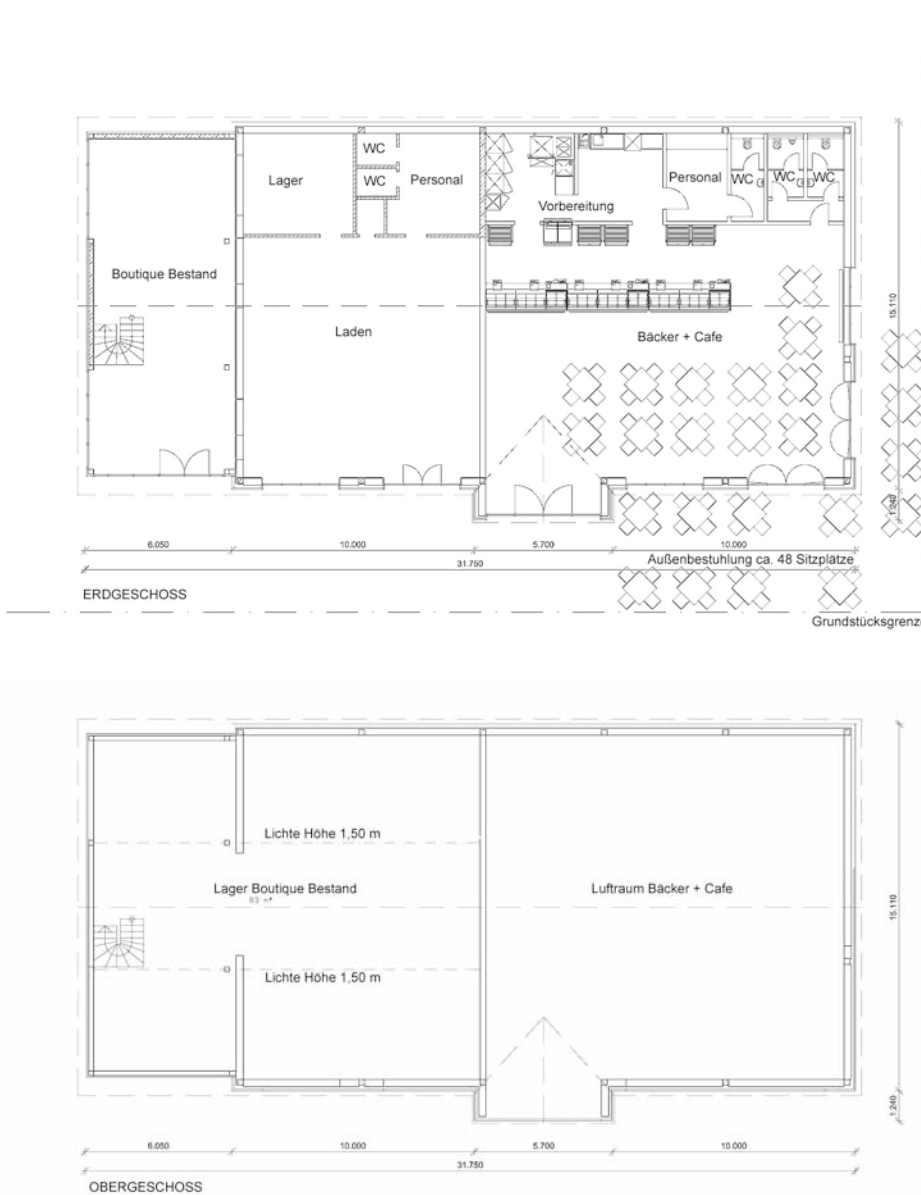 WC
Lager
WC
Personal
Vorbereitung
Personal
WC
WC
WC
Boutique Bestand
Laden
Bäcker + Cafe
15.110
1.240
6.050
10.000
5.700
10.000
31.750
Außenbestuhlung ca. 48 Sitzplätze
ERDGESCHOSS
Grundstücksgrenz
Lichte Höhe 1,50 m
Lager Boutique Bestand
Luftraum Bäcker + Cafe
15.110
Lichte Höhe 1,50 m
1.240
6.050
10.000
5.700
10.000
31.750
OBERGESCHOSS